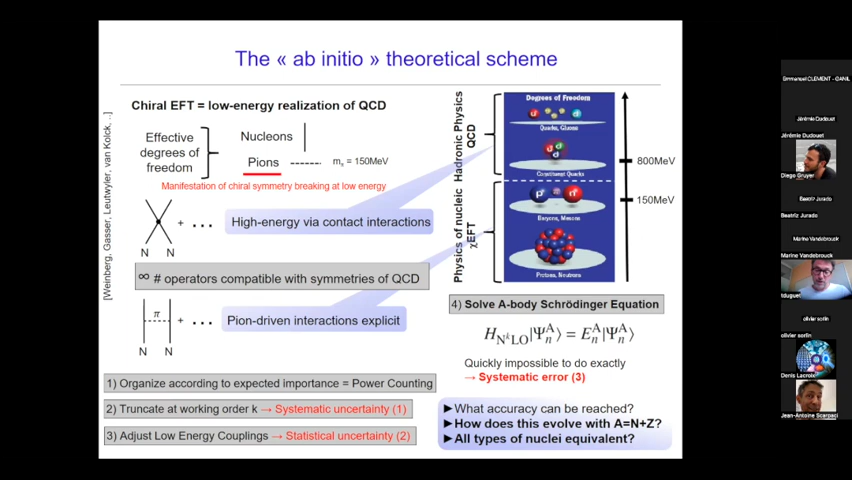 The « ab initio » theoretical scheme
[Weinberg, Gasser, Leutwyler, van Kolck, ..]
Chiral EFT = low-energy realization of QCD
Effective
degrees of
freedom
Nucleons
Pions
mπ = 150MeV
Manifestation of chiral symmetry breaking at low energy
N N
+ ...
High-energy via contact interactions
∞ # operators compatible with symmetries of QCD
π
N N
+ ...
Pion-driven interactions explicit
1) Organize according to expected importance = Power Counting
2) Truncate at working order k → Systematic uncertainty (1)
3) Adjust Low Energy Couplings → Statistical uncertainty (2)
Physics of nucleic Hadronic Physics
χEFT QCD
Degrees of Freedom
u d
Quarks, Gluons
Constituent Quarks
Baryons, Mesons
Protons, Neutrons
800MeV
150MeV
4) Solve A-body Schrödinger Equation
H_{N^kLO}|Ψ_n^A⟩ = E_n^A|Ψ_n^A⟩
Quickly impossible to do exactly
→ Systematic error (3)
►What accuracy can be reached?
►How does this evolve with A=N+Z?
►All types of nuclei equivalent?
Emmanuel CLEMENT - GANIL
Jérémie Dudouet
Jérémie Dudouet
Diego Gruyer
Beatriz Jurado
Beatriz Jurado
Marine Vandebrouck
Marine Vandebrouck
tduguet
olivier sorlin
olivier sorlin
Denis Lacroix
Jean-Antoine Scarpaci